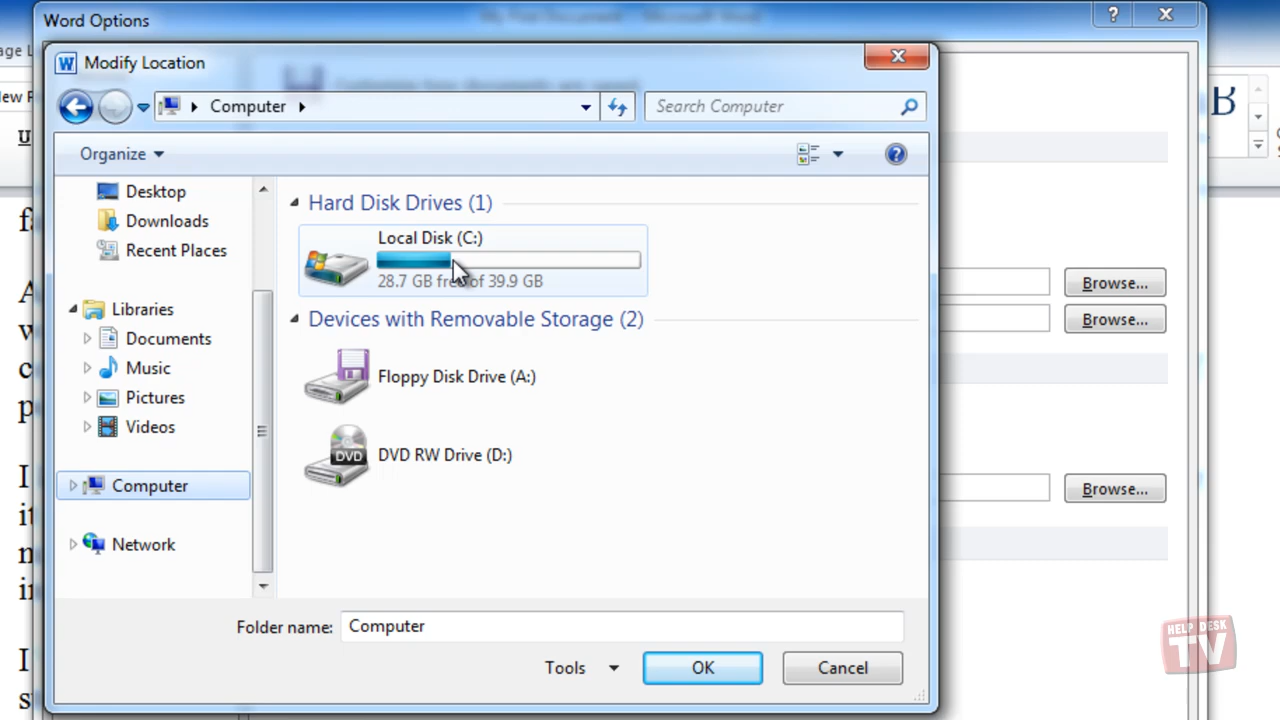 Word Options
Modify Location
Computer
Search Computer
Organize
Desktop
Downloads
Recent Places
Libraries
Documents
Music
Pictures
Videos
Computer
Network
Hard Disk Drives (1)
Local Disk (C:)
28.7 GB free of 39.9 GB
Devices with Removable Storage (2)
Floppy Disk Drive (A:)
DVD RW Drive (D:)
DVD
Browse...
Browse...
Browse...
Folder name: Computer
Tools
OK
Cancel
HELP DESK
TV